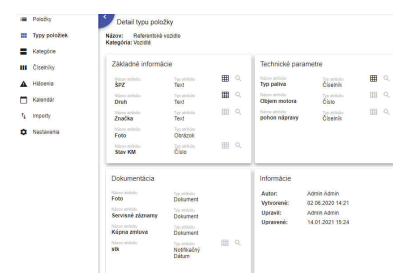 Položky
Typy položiek
Kategórie
Číselníky
Hlásenia
Kalendár
Importy
Nastavenia
Detail typu položky
Názov: Referentské vozidlo
Kategória: Vozidlá
Základné informácie
Názov atribútu Typ atribútu
ŠPZ Text
Názov atribútu Typ atribútu
Druh Text
Názov atribútu Typ atribútu
Značka Text
Názov atribútu Typ atribútu
Foto Obrázok
Názov atribútu Typ atribútu
Stav KM Číslo
Technické parametre
Názov atribútu Typ atribútu
Typ paliva Číselník
Názov atribútu Typ atribútu
Objem motora Číslo
Názov atribútu Typ atribútu
pohon nápravy Číselník
Dokumentácia
Názov atribútu Typ atribútu
Foto Dokument
Názov atribútu Typ atribútu
Servisné záznamy Dokument
Názov atribútu Typ atribútu
Kúpna zmluva Dokument
Názov atribútu Typ atribútu
stk Notifikačný
Dátum
Informácie
Autor: Admin Admin
Vytvorené: 02.06.2020 14:21
Upravil: Admin Admin
Upravené: 14.01.2021 15:24